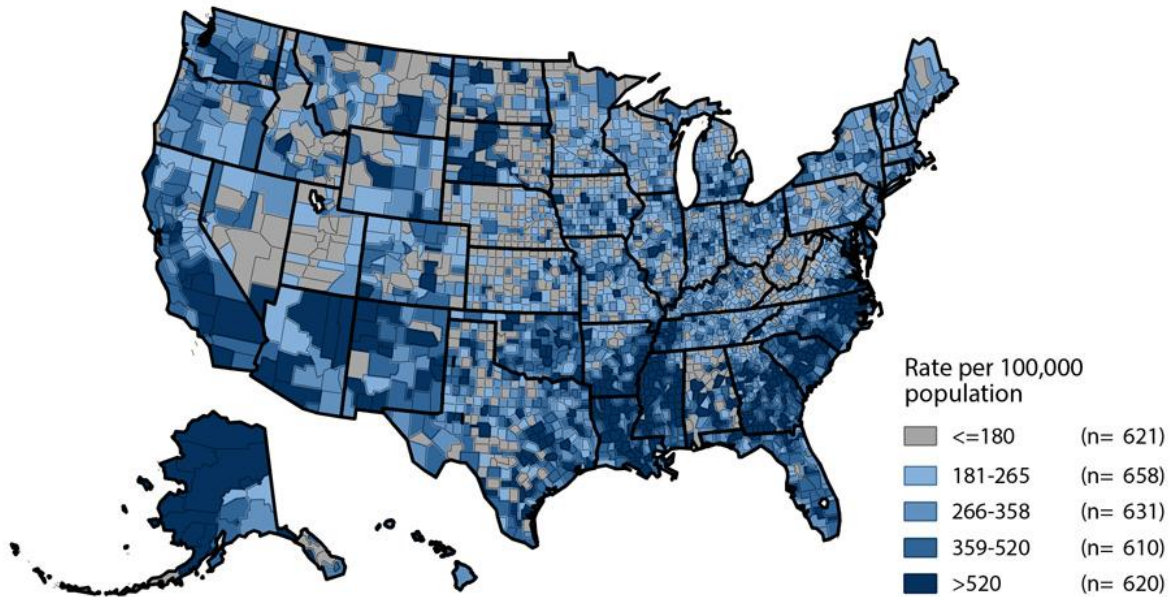 Rate per 100,000
population
<=180 (n= 621)
181-265 (n= 658)
266-358 (n= 631)
359-520 (n= 610)
>520 (n= 620)